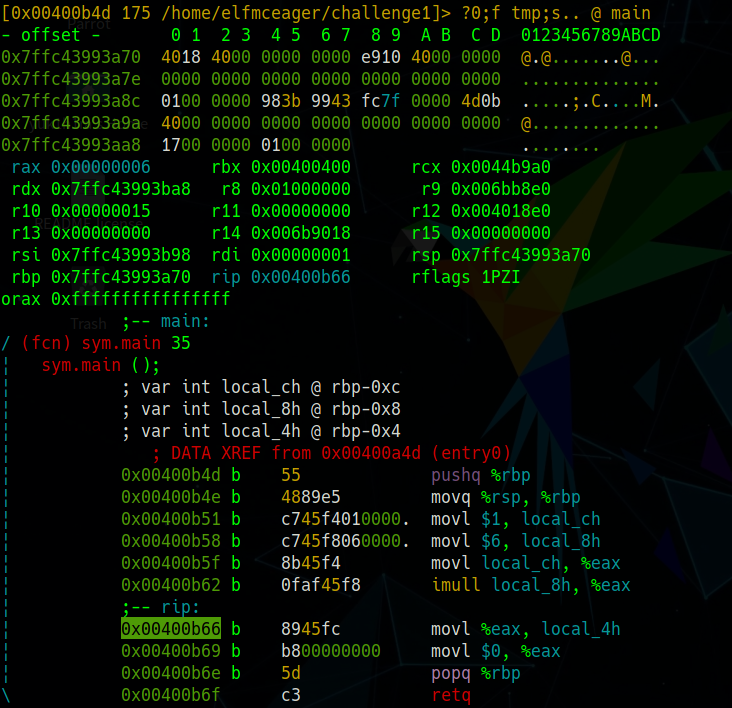 [0x00400b4d 175 /home/elfmceager/challenge1]> ?0;f tmp;s.. @ main
- offset -       0 1  2 3  4 5  6 7  8 9  A B  C D  0123456789ABCD
0x7ffc43993a70  4018 4000 0000 0000 e910 4000 0000  @.@.......@...
0x7ffc43993a7e  0000 0000 0000 0000 0000 0000 0000  ..............
0x7ffc43993a8c  0100 0000 983b 9943 fc7f 0000 4d0b  .....;.C....M.
0x7ffc43993a9a  4000 0000 0000 0000 0000 0000 0000  @.............
0x7ffc43993aa8  1700 0000 0100 0000  ........
rax 0x00000006      rbx 0x00400400      rcx 0x0044b9a0
rdx 0x7ffc43993ba8   r8 0x01000000       r9 0x006bb8e0
r10 0x00000015      r11 0x00000000      r12 0x004018e0
r13 0x00000000      r14 0x006b9018      r15 0x00000000
rsi 0x7ffc43993b98  rdi 0x00000001      rsp 0x7ffc43993a70
rbp 0x7ffc43993a70  rip 0x00400b66      rflags 1PZI
orax 0xffffffffffffffff
Trash
;-- main:
/ (fcn) sym.main 35
¦   sym.main ();
¦           ; var int local_ch @ rbp-0xc
¦           ; var int local_8h @ rbp-0x8
¦           ; var int local_4h @ rbp-0x4
¦              ; DATA XREF from 0x00400a4d (entry0)
¦           0x00400b4d b    55             pushq %rbp
¦           0x00400b4e b    4889e5         movq %rsp, %rbp
¦           0x00400b51 b    c745f4010000.  movl $1, local_ch
¦           0x00400b58 b    c745f8060000.  movl $6, local_8h
¦           0x00400b5f b    8b45f4         movl local_ch, %eax
¦           0x00400b62 b    0faf45f8       imull local_8h, %eax
¦           ;-- rip:
¦           0x00400b66 b    8945fc         movl %eax, local_4h
¦           0x00400b69 b    b800000000     movl $0, %eax
¦           0x00400b6e b    5d             popq %rbp
\           0x00400b6f b    c3             retq